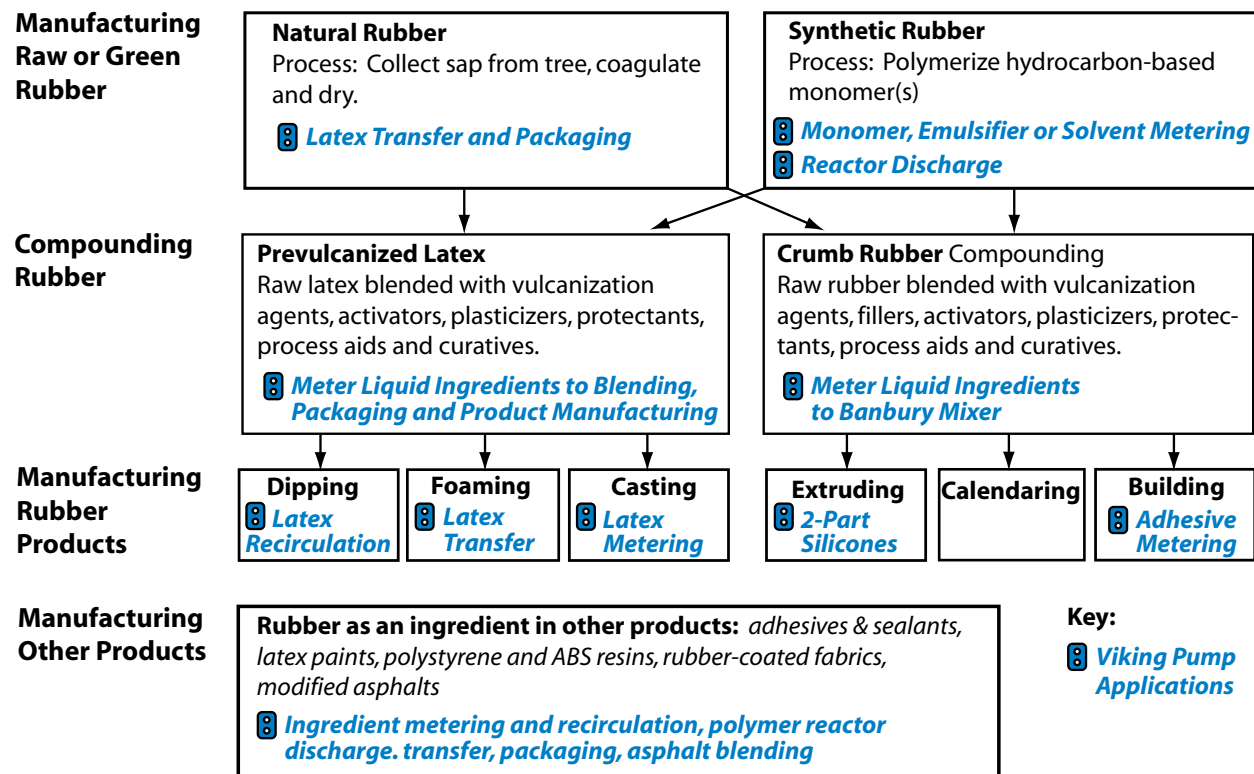 Manufacturing
Raw or Green
Rubber
Natural Rubber
Process: Collect sap from tree, coagulate
and dry.
Latex Transfer and Packaging
Synthetic Rubber
Process: Polymerize hydrocarbon-based
monomer(s)
Monomer, Emulsifier or Solvent Metering
Reactor Discharge
Compounding
Rubber
Prevulcanized Latex
Raw latex blended with vulcanization
agents, activators, plasticizers, protectants,
process aids and curatives.
Meter Liquid Ingredients to Blending,
Packaging and Product Manufacturing
Crumb Rubber Compounding
Raw rubber blended with vulcanization
agents, fillers, activators, plasticizers, protec-
tants, process aids and curatives.
Meter Liquid Ingredients
to Banbury Mixer
Manufacturing
Rubber
Products
Dipping
Latex
Recirculation
Foaming
Latex
Transfer
Casting
Latex
Metering
Extruding
2-Part
Silicones
Calendaring
Building
Adhesive
Metering
Manufacturing
Other Products
Rubber as an ingredient in other products: adhesives & sealants,
latex paints, polystyrene and ABS resins, rubber-coated fabrics,
modified asphalts
Ingredient metering and recirculation, polymer reactor
discharge. transfer, packaging, asphalt blending
Key:
Viking Pump
Applications